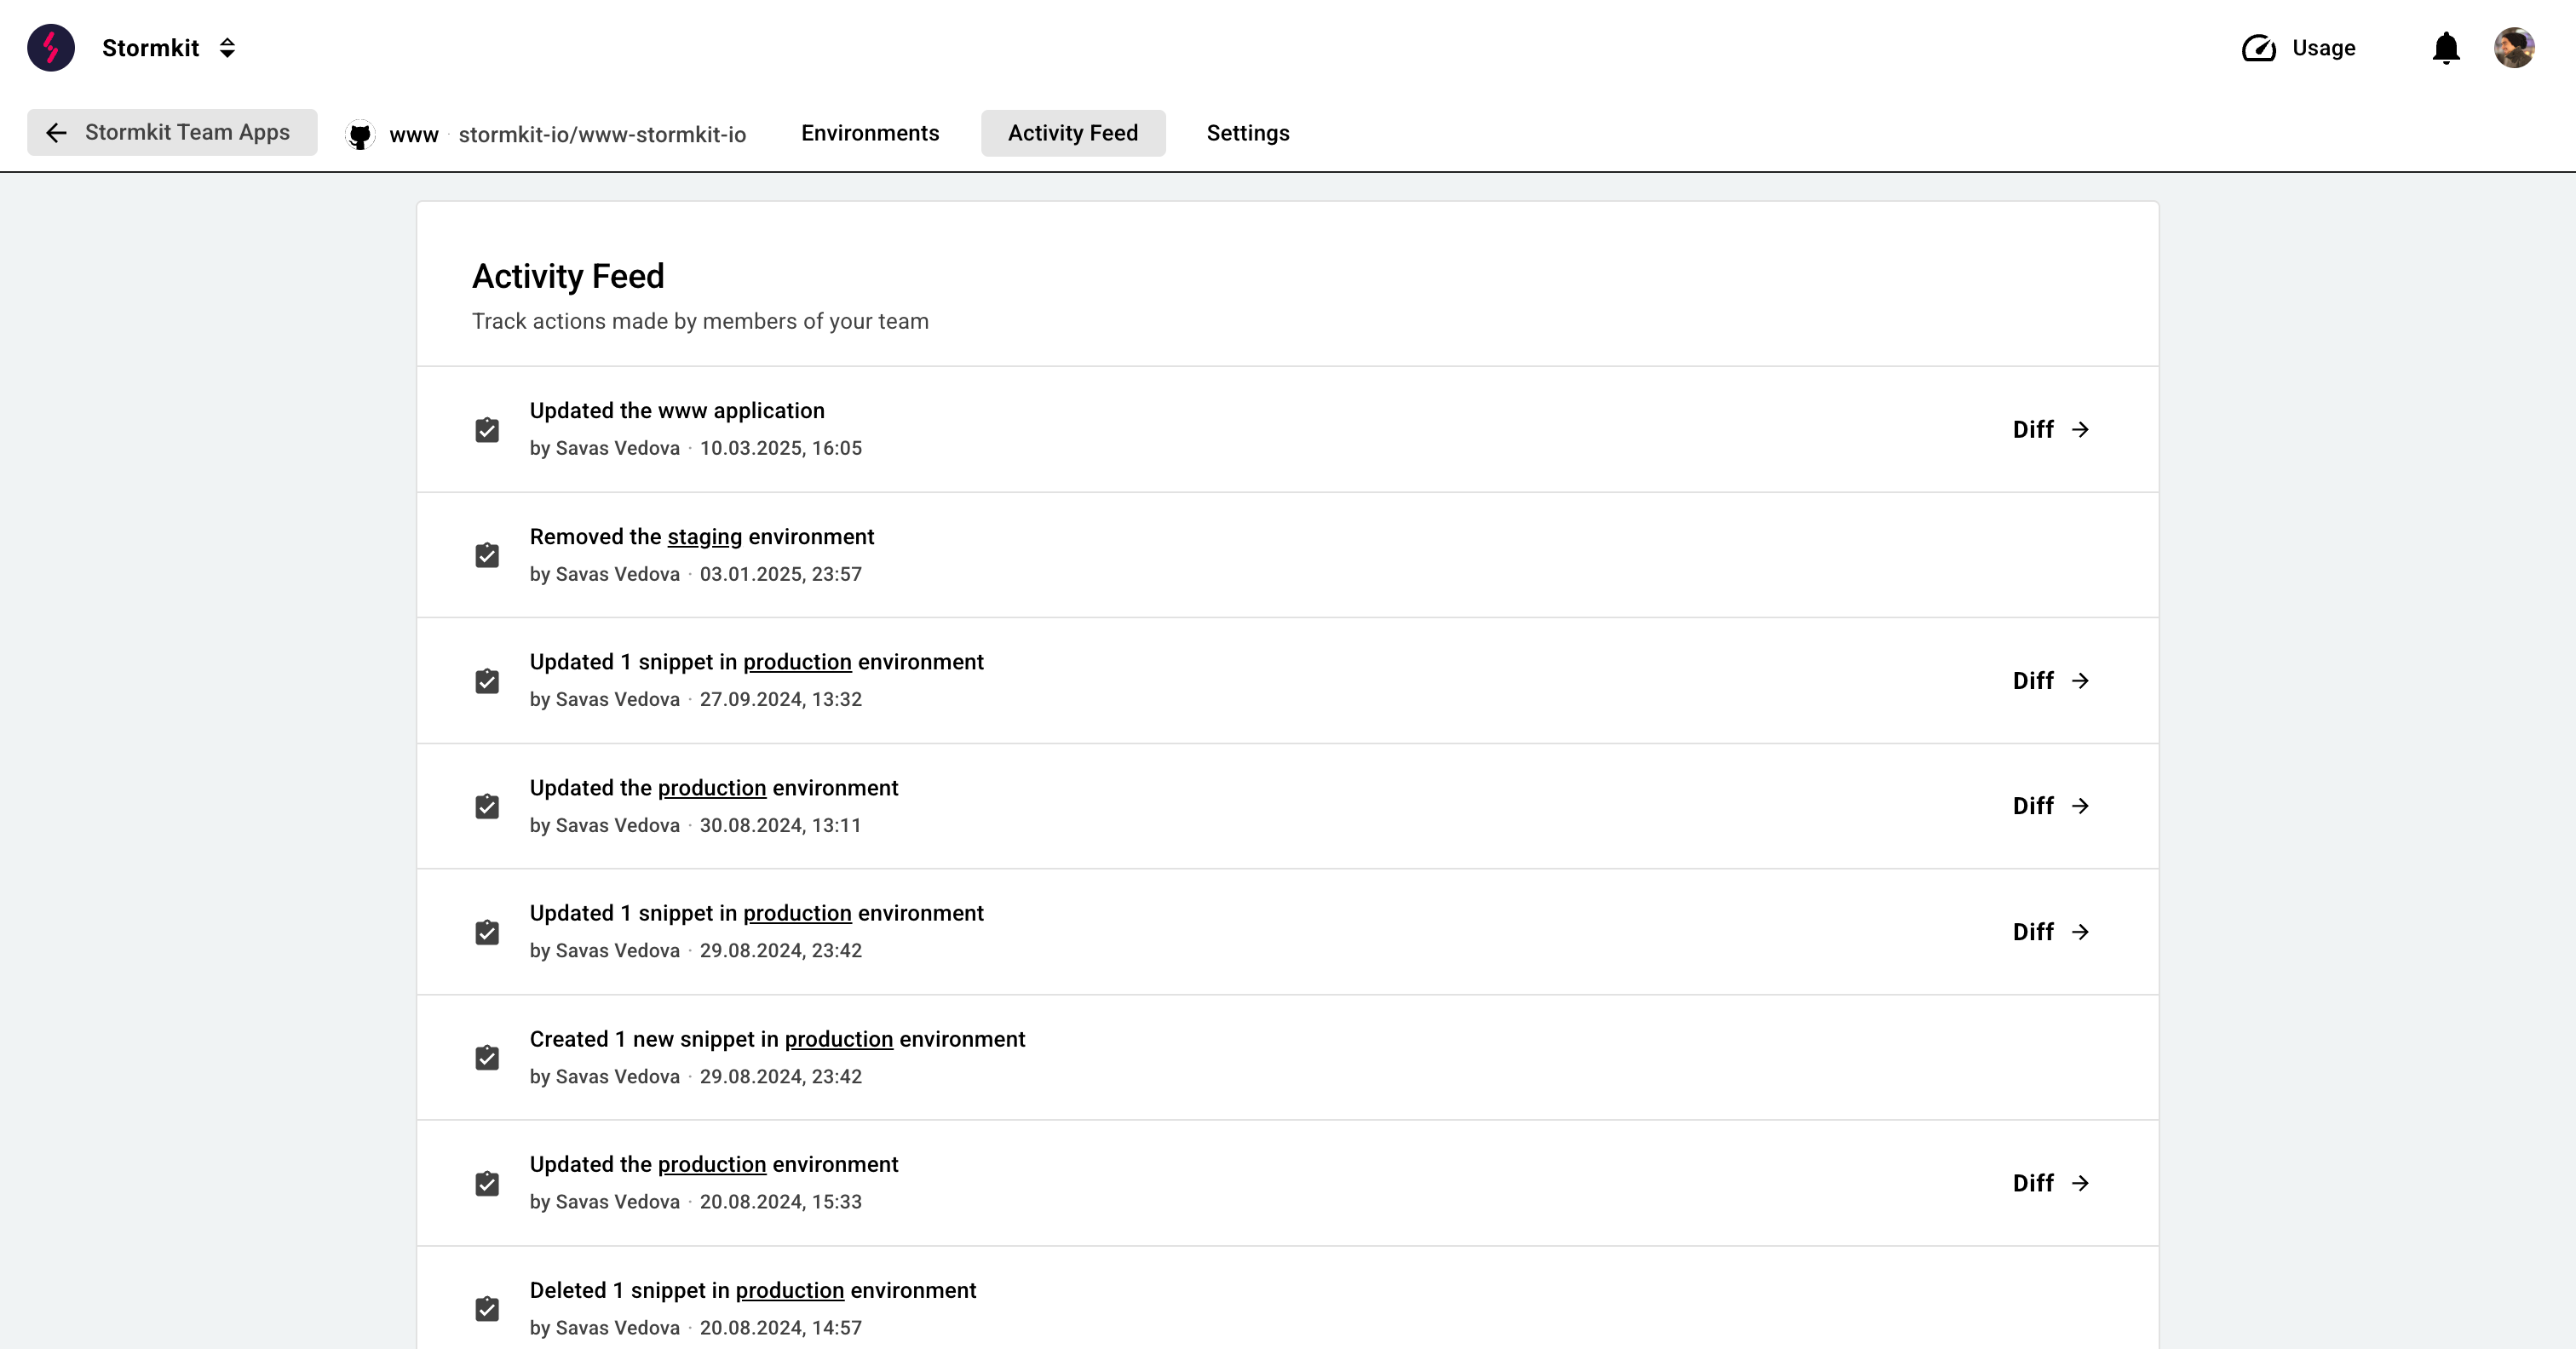 Stormkit
Usage
Stormkit Team Apps
www · stormkit-io/www-stormkit-io
Environments
Activity Feed
Settings
Activity Feed
Track actions made by members of your team
Updated the www application
by Savas Vedova · 10.03.2025, 16:05
Diff
Removed the staging environment
by Savas Vedova · 03.01.2025, 23:57
Updated 1 snippet in production environment
by Savas Vedova · 27.09.2024, 13:32
Diff
Updated the production environment
by Savas Vedova · 30.08.2024, 13:11
Diff
Updated 1 snippet in production environment
by Savas Vedova · 29.08.2024, 23:42
Diff
Created 1 new snippet in production environment
by Savas Vedova · 29.08.2024, 23:42
Updated the production environment
by Savas Vedova · 20.08.2024, 15:33
Diff
Deleted 1 snippet in production environment
by Savas Vedova · 20.08.2024, 14:57